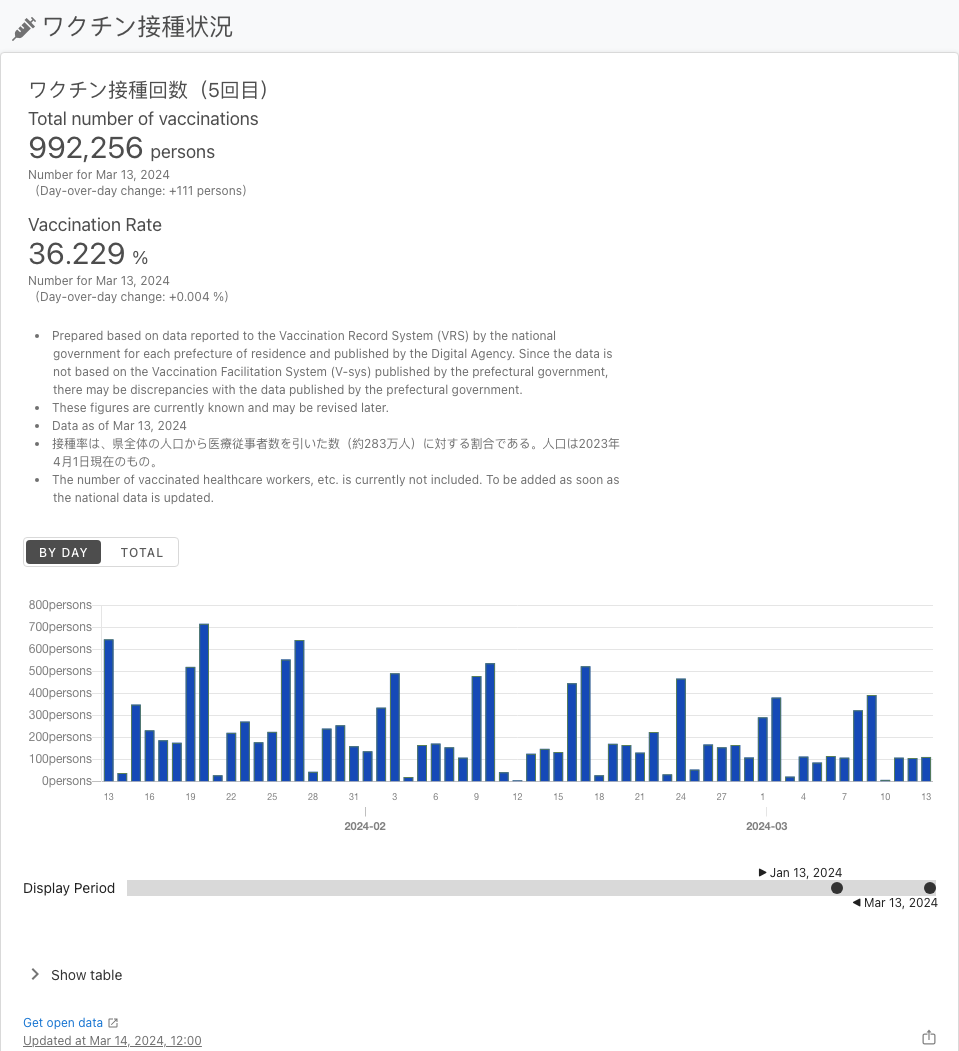 ワクチン接種状況
ワクチン接種回数（5回目）
Total number of vaccinations
992,256 persons
Number for Mar 13, 2024
（Day-over-day change: +111 persons）
Vaccination Rate
36.229 %
Number for Mar 13, 2024
（Day-over-day change: +0.004 %）
• Prepared based on data reported to the Vaccination Record System (VRS) by the national
government for each prefecture of residence and published by the Digital Agency. Since the data is
not based on the Vaccination Facilitation System (V-sys) published by the prefectural government,
there may be discrepancies with the data published by the prefectural government.
• These figures are currently known and may be revised later.
• Data as of Mar 13, 2024
• 接種率は、県全体の人口から医療従事者数を引いた数（約283万人）に対する割合である。人口は2023年
4月1日現在のもの。
• The number of vaccinated healthcare workers, etc. is currently not included. To be added as soon as
the national data is updated.
BY DAY TOTAL
800persons
700persons
600persons
500persons
400persons
300persons
200persons
100persons
0persons
13 16 19 22 25 28 31 3 6 9 12 15 18 21 24 27 1 4 7 10 13
2024-02 2024-03
Jan 13, 2024
Display Period
Mar 13, 2024
Show table
Get open data
Updated at Mar 14, 2024, 12:00